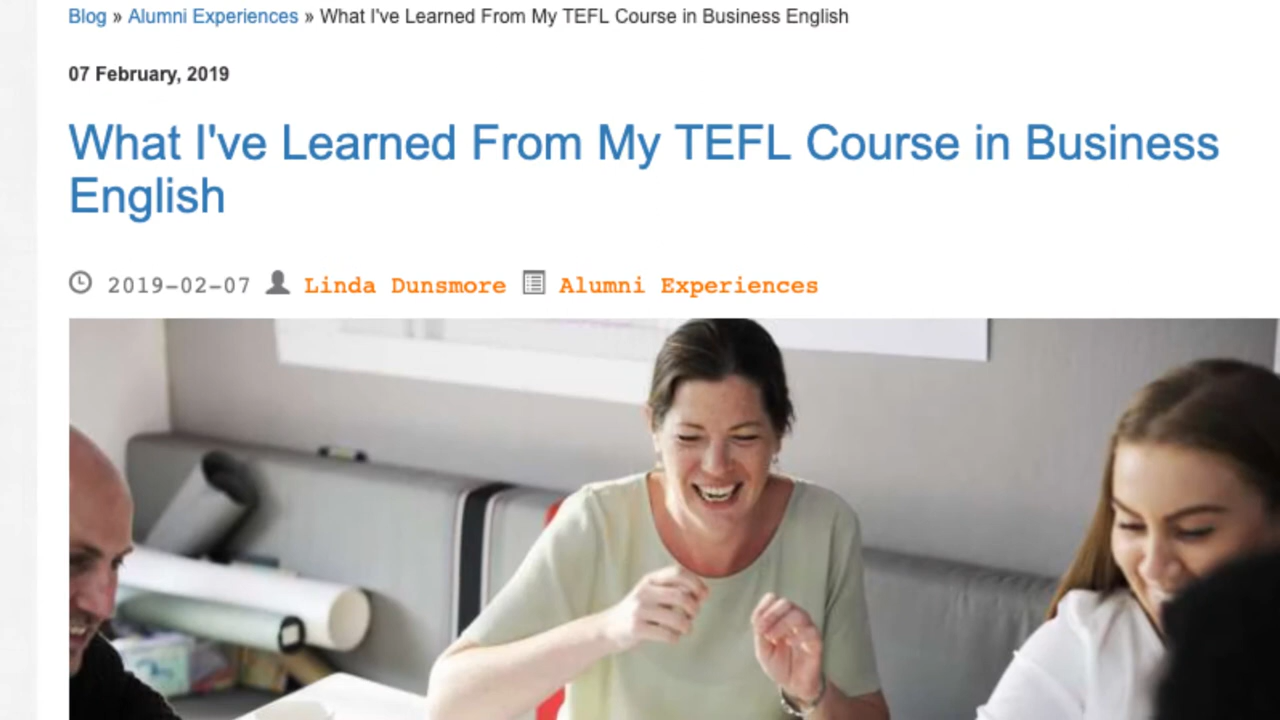 Blog » Alumni Experiences » What I've Learned From My TEFL Course in Business English
07 February, 2019
What I've Learned From My TEFL Course in Business
English
2019-02-07 Linda Dunsmore Alumni Experiences